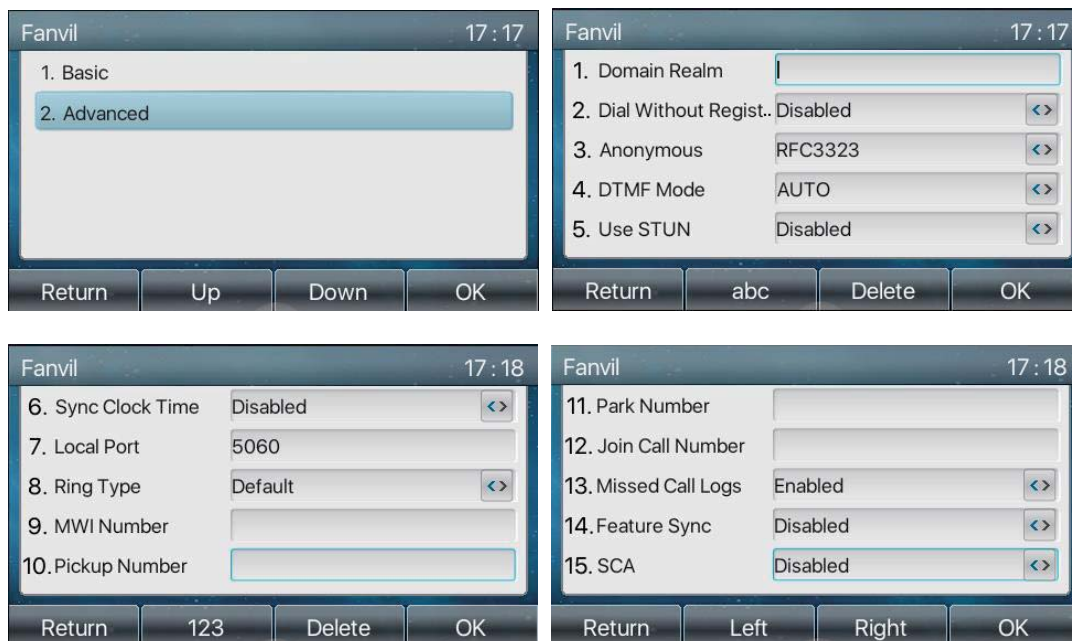 Fanvil 17:17
1. Basic
2. Advanced
Return Up Down OK
Fanvil 17:17
1. Domain Realm
2. Dial Without Regist.. Disabled <>
3. Anonymous RFC3323 <>
4. DTMF Mode AUTO <>
5. Use STUN Disabled <>
Return abc Delete OK
Fanvil 17:18
6. Sync Clock Time Disabled <>
7. Local Port 5060
8. Ring Type Default <>
9. MWI Number
10. Pickup Number
Return 123 Delete OK
Fanvil 17:18
11. Park Number
12. Join Call Number
13. Missed Call Logs Enabled <>
14. Feature Sync Disabled <>
15. SCA Disabled <>
Return Left Right OK